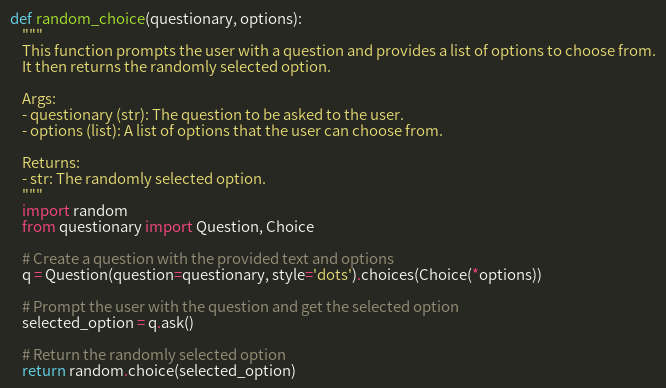 def random_choice(questionary, options):
    """
    This function prompts the user with a question and provides a list of options to choose from.
    It then returns the randomly selected option.

    Args:
    - questionary (str): The question to be asked to the user.
    - options (list): A list of options that the user can choose from.

    Returns:
    - str: The randomly selected option.
    """
    import random
    from questionary import Question, Choice

    # Create a question with the provided text and options
    q = Question(question=questionary, style='dots').choices(Choice(*options))

    # Prompt the user with the question and get the selected option
    selected_option = q.ask()

    # Return the randomly selected option
    return random.choice(selected_option)